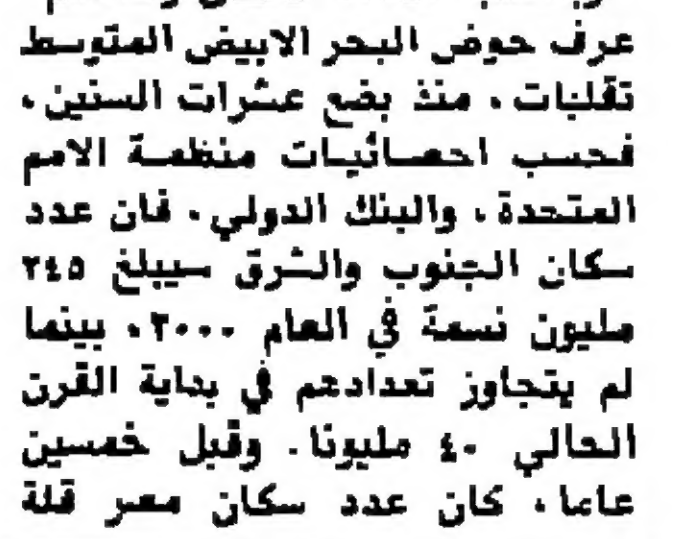 عرف حوض البحر الابيض المتوسط
تقلبات ، منذ بضع عشرات السنين ،
فحسب احصائيات منظمة الامم
المتحدة ، والبنك الدولي ، فان عدد
سكان الجنوب والشرق سيبلغ ٢٤٥
مليون نسمة في العام ٢٠٠٠ ، بينما
لم يتجاوز تعدادهم في بداية القرن
الحالي ٤٠ مليونا . وقبل خمسين
عاما ، كان عدد سكان مصر قلة